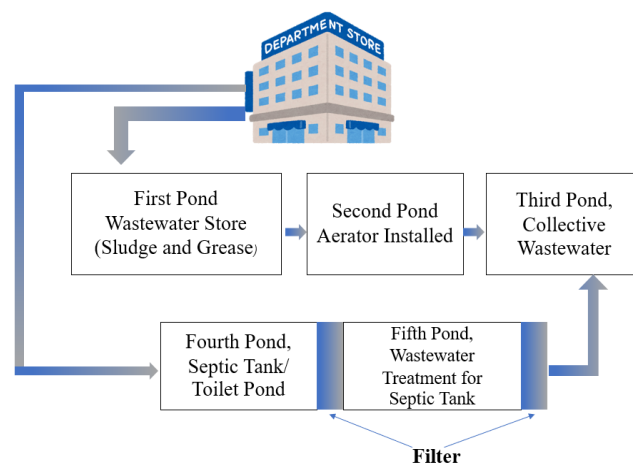 DEPARTMENT STORE
First Pond
Wastewater Store
(Sludge and Grease)
Second Pond
Aerator Installed
Third Pond,
Collective
Wastewater
Fourth Pond,
Septic Tank/
Toilet Pond
Fifth Pond,
Wastewater
Treatment for
Septic Tank
Filter